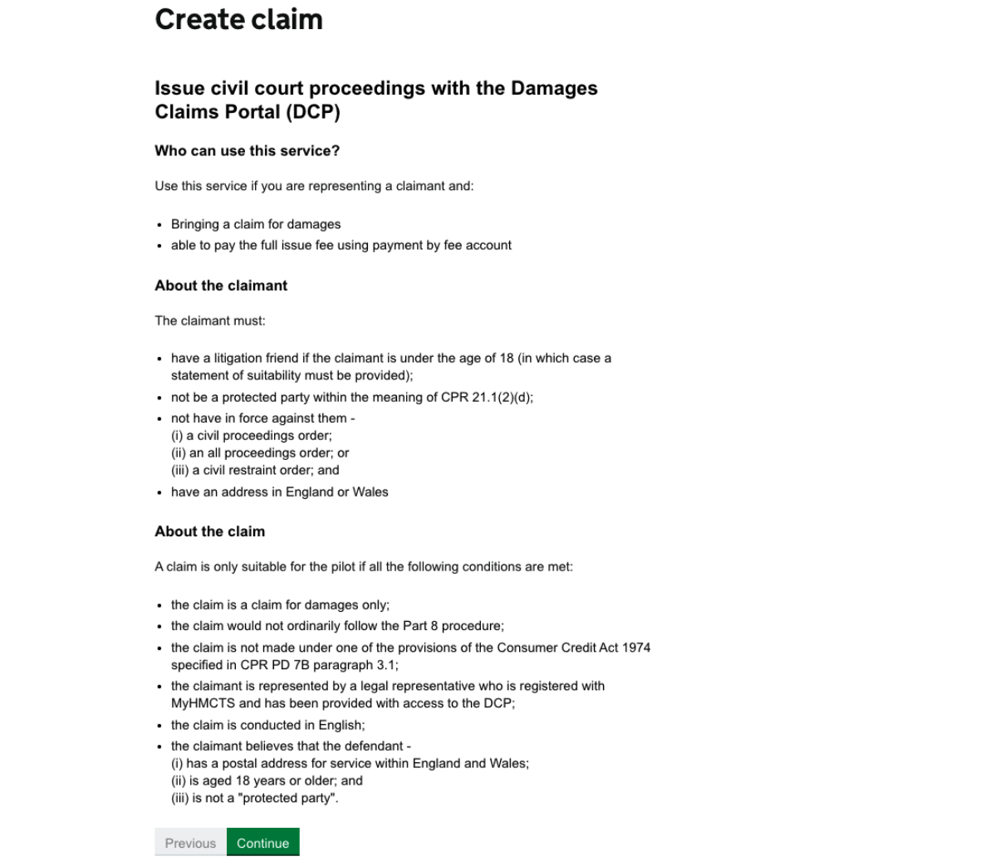 Create claim
Issue civil court proceedings with the Damages
Claims Portal (DCP)
Who can use this service?
Use this service if you are representing a claimant and:
• Bringing a claim for damages
• able to pay the full issue fee using payment by fee account
About the claimant
The claimant must:
• have a litigation friend if the claimant is under the age of 18 (in which case a
statement of suitability must be provided);
• not be a protected party within the meaning of CPR 21.1(2)(d);
• not have in force against them -
(i) a civil proceedings order;
(ii) an all proceedings order; or
(iii) a civil restraint order; and
• have an address in England or Wales
About the claim
A claim is only suitable for the pilot if all the following conditions are met:
• the claim is a claim for damages only;
• the claim would not ordinarily follow the Part 8 procedure;
• the claim is not made under one of the provisions of the Consumer Credit Act 1974
specified in CPR PD 7B paragraph 3.1;
• the claimant is represented by a legal representative who is registered with
MyHMCTS and has been provided with access to the DCP;
• the claim is conducted in English;
• the claimant believes that the defendant -
(i) has a postal address for service within England and Wales;
(ii) is aged 18 years or older; and
(iii) is not a "protected party".
Previous Continue